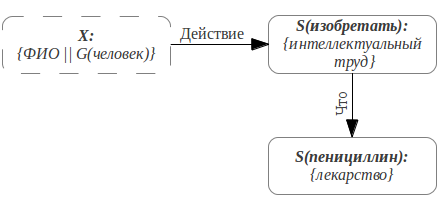 X:
{ФИО || G(человек)}
Действие
S(изобретать):
{интеллектуальный
труд}
Что
S(пенициллин):
{лекарство}